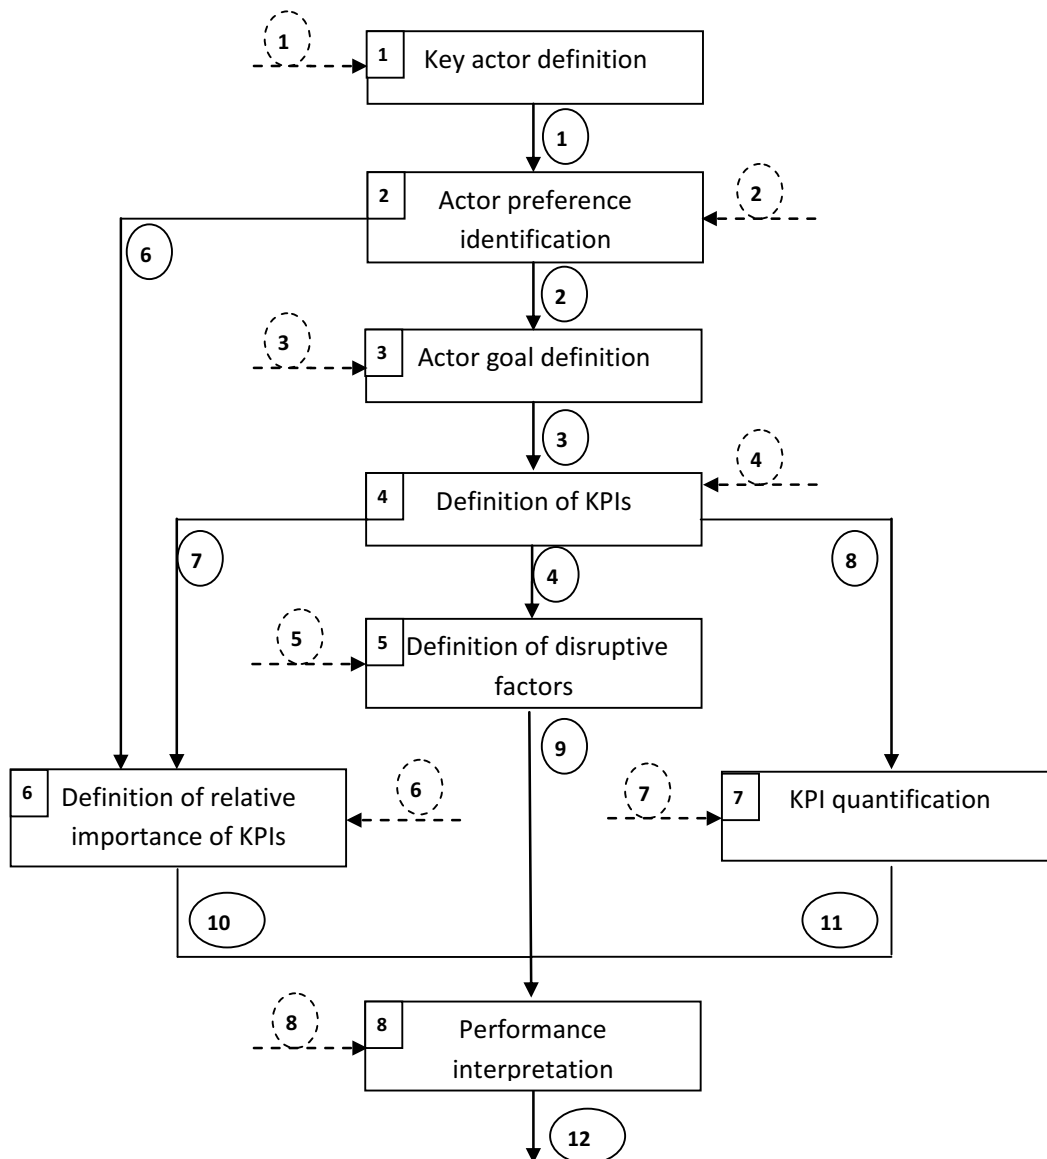 1
1
Key actor definition
1
2
Actor preference
identification
2
6
2
3
3
Actor goal definition
3
4
4
Definition of KPIs
7
4
8
5
5
Definition of disruptive
factors
9
6
Definition of relative
importance of KPIs
6
7
7
KPI quantification
10
11
8
8
Performance
interpretation
12